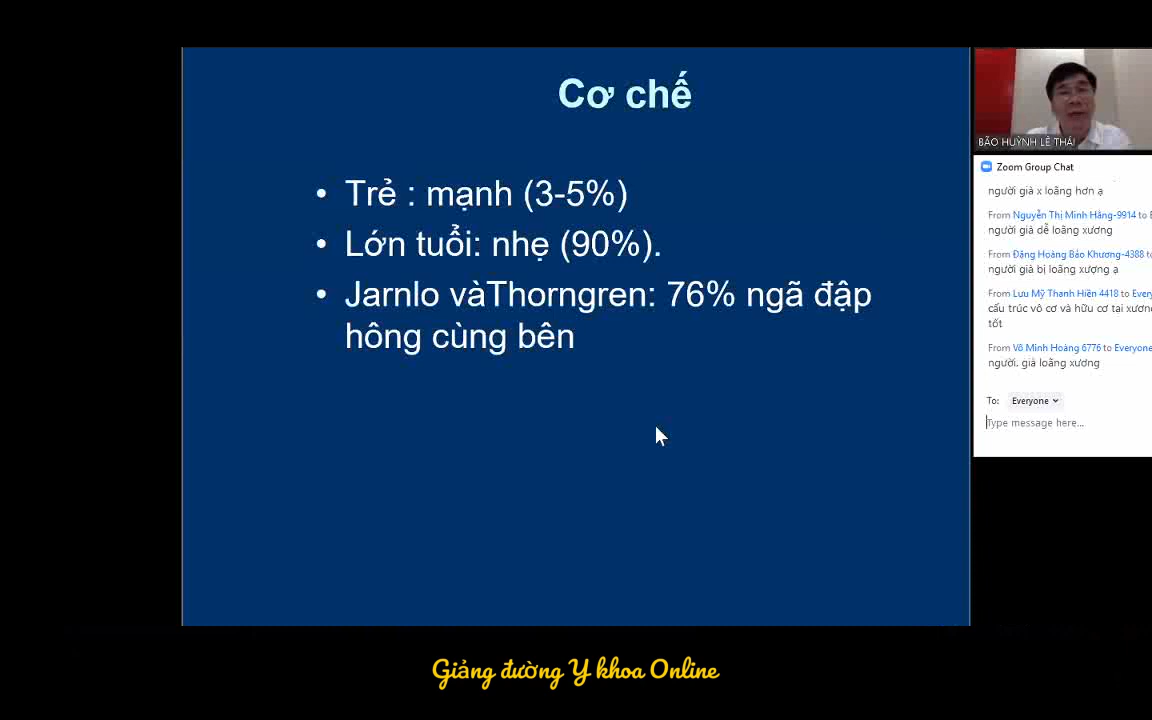 Cơ chế
• Trẻ : mạnh (3-5%)
• Lớn tuổi: nhẹ (90%).
• Jarnlo vàThorngren: 76% ngã đập
hông cùng bên
BẢO HUỲNH LÊ THÁI
Zoom Group Chat
người già x loãng hơn ạ
From Nguyễn Thị Minh Hằng-9914 to
người già dễ loãng xương
From Đặng Hoàng Bảo Khương-4388 to
người già bị loãng xượng ạ
From Lưu Mỹ Thanh Hiền 4418 to Every
cấu trúc vô cơ và hữu cơ tại xươn
tốt
From Võ Minh Hoàng 6776 to Everyone
người. già loãng xương
To: Everyone
Type message here...
Giảng đường Y khoa Online